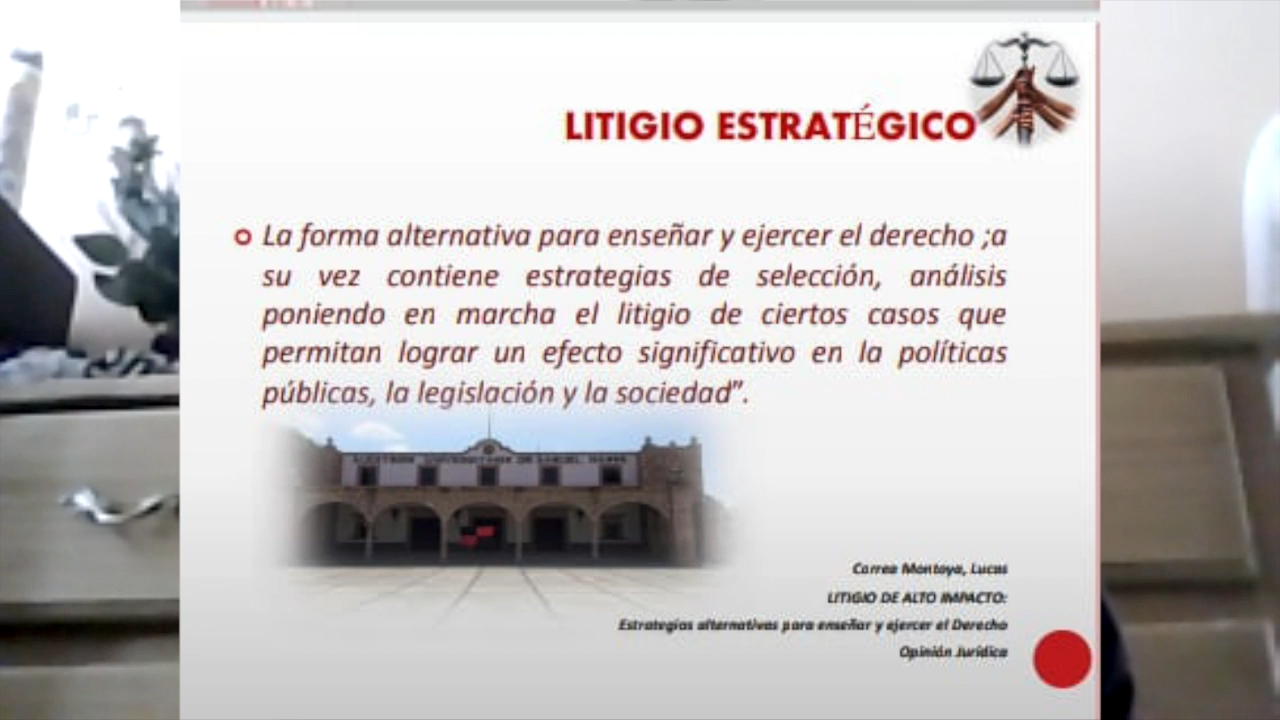 LITIGIO ESTRATÉGICO
La forma alternativa para enseñar y ejercer el derecho ;a
su vez contiene estrategias de selección, análisis
poniendo en marcha el litigio de ciertos casos que
permitan lograr un efecto significativo en la políticas
públicas, la legislación y la sociedad”.
Correa Montoya, Lucas
LITIGIO DE ALTO IMPACTO:
Estrategias alternativas para enseñar y ejercer el Derecho
Opinión Jurídica